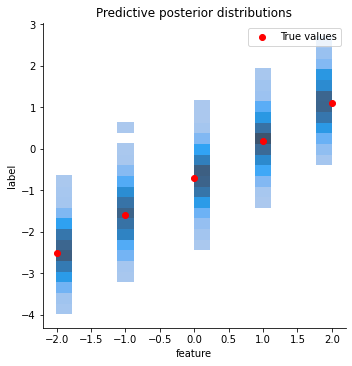 Predictive posterior distributions
True values
label
3
2
1
0
−1
−2
−3
−4
−2.0 −1.5 −1.0 −0.5 0.0 0.5 1.0 1.5 2.0
feature